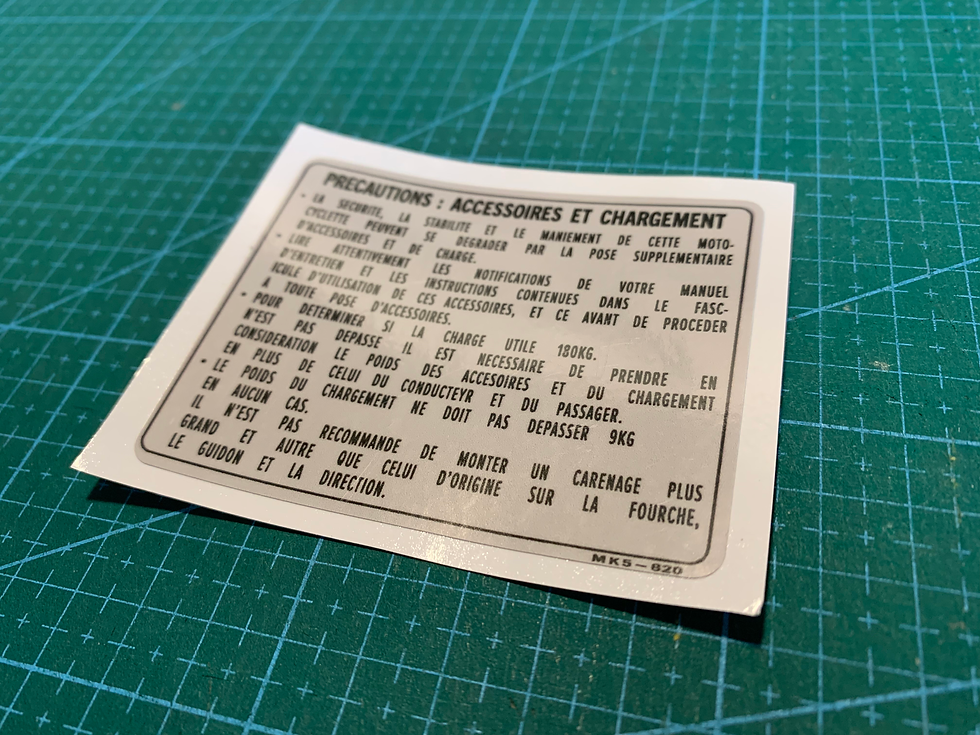 PRECAUTIONS : ACCESSOIRES ET CHARGEMENT
- LA SECURITE, LA STABILITE ET LE MANIEMENT DE CETTE MOTO-
CYCLETTE PEUVENT SE DEGRADER PAR LA POSE SUPPLEMENTAIRE
D'ACCESSOIRES ET DE CHARGE.
- LIRE ATTENTIVEMENT LES NOTIFICATIONS DE VOTRE MANUEL
D'ENTRETIEN ET LES INSTRUCTIONS CONTENUES DANS LE FASC-
ICULE D'UTILISATION DE CES ACCESSOIRES, ET CE AVANT DE PROCEDER
A TOUTE POSE D'ACCESSOIRES.
- POUR DETERMINER SI LA CHARGE UTILE 180KG.
N'EST PAS DEPASSE IL EST NECESSAIRE DE PRENDRE EN
CONSIDERATION LE POIDS DES ACCESOIRES ET DU CHARGEMENT
EN PLUS DE CELUI DU CONDUCTEYR ET DU PASSAGER.
- LE POIDS DU CHARGEMENT NE DOIT PAS DEPASSER 9KG
EN AUCUN CAS.
IL N'EST PAS RECOMMANDE DE MONTER UN CARENAGE PLUS
GRAND ET AUTRE QUE CELUI D'ORIGINE SUR LA FOURCHE,
LE GUIDON ET LA DIRECTION.
MK5-820